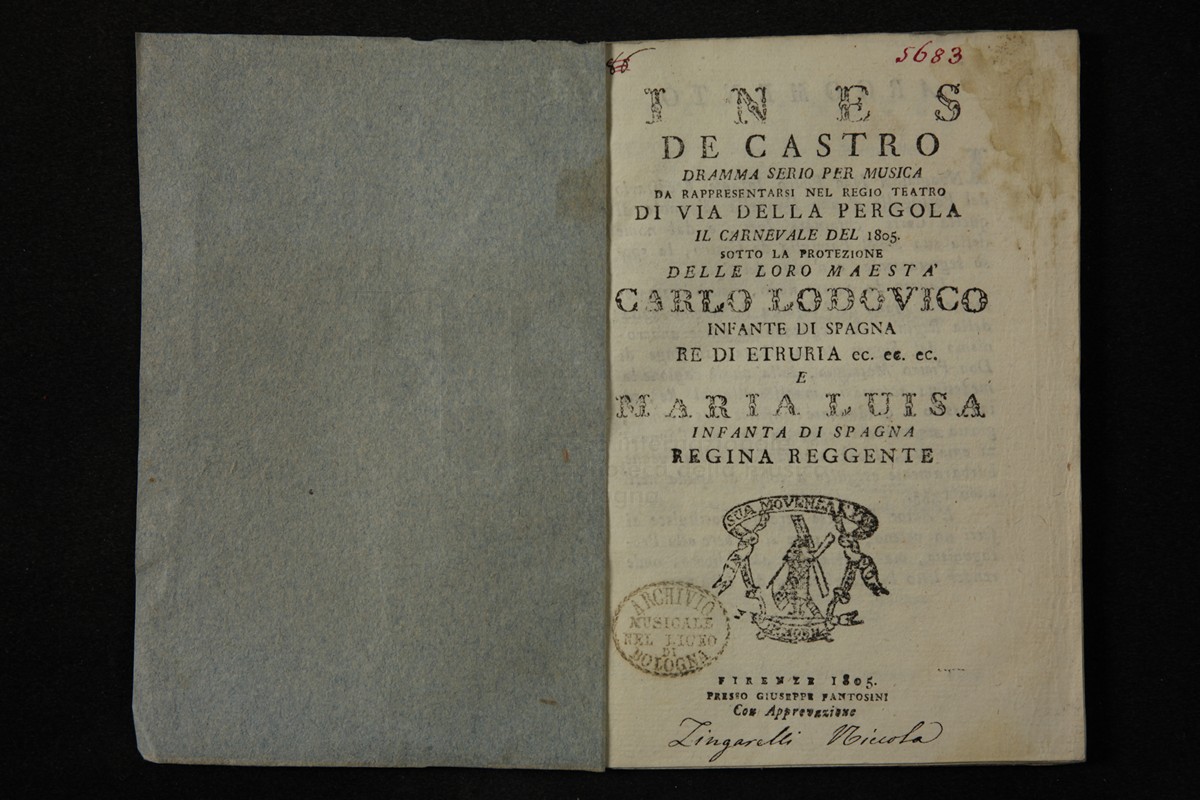 5683
INES
DE CASTRO
DRAMMA SERIO PER MUSICA
DA RAPPRESENTARSI NEL REGIO TEATRO
DI VIA DELLA PERGOLA
IL CARNEVALE DEL 1805.
SOTTO LA PROTEZIONE
DELLE LORO MAESTA'
CARLO LODOVICO
INFANTE DI SPAGNA
RE DI ETRURIA ec. ec. ec.
E
MARIA LUISA
INFANTA DI SPAGNA
REGINA REGGENTE
SUA MOVENTUR
ARCHIVIO
MUSICALE
NEL LICEO
DI
BOLOGNA
FIRENZE 1805.
PRESSO GIUSEPPE FANTOSINI
Con Approvazione
Zingarelli Niccola